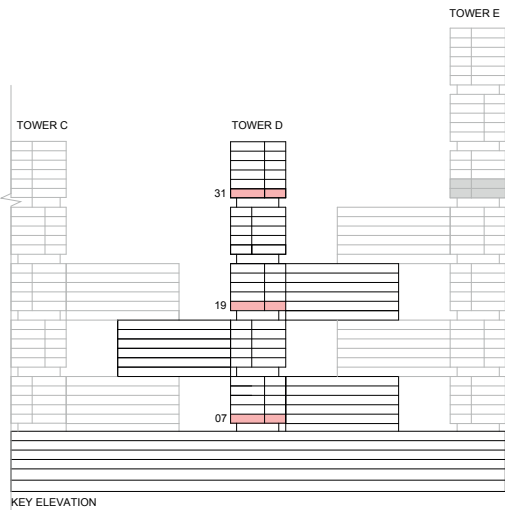 TOWER E
TOWER C
TOWER D
31
19
07
KEY ELEVATION